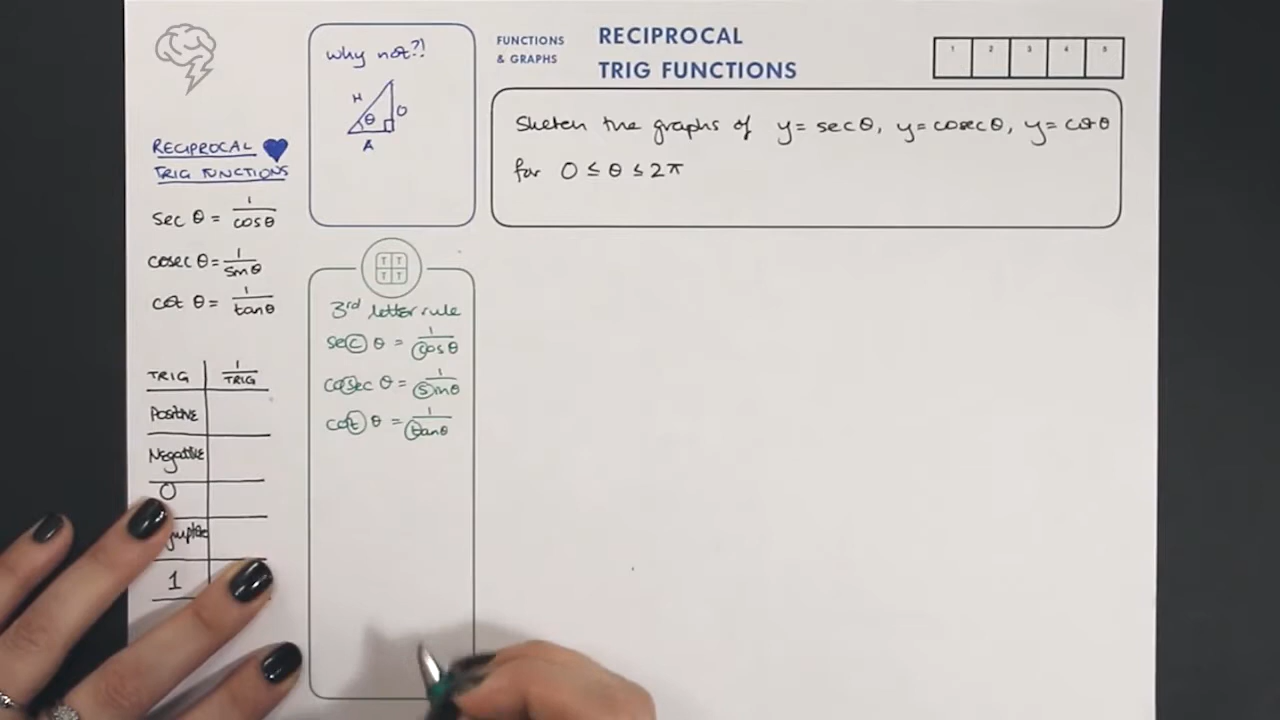 FUNCTIONS
& GRAPHS
RECIPROCAL
TRIG FUNCTIONS
1 2 3 4 5
Sketch the graphs of y = sec θ, y = cosec θ, y = cot θ
for 0 ≤ θ ≤ 2π
why not?!
H
O
θ
A
RECIPROCAL
TRIG FUNCTIONS
sec θ = 1/cos θ
cosec θ = 1/sin θ
cot θ = 1/tan θ
TRIG 1/TRIG
Positive
Negative
0
1
T T
T T
3rd letter rule
sec θ = 1/cos θ
cosec θ = 1/sin θ
cot θ = 1/tan θ